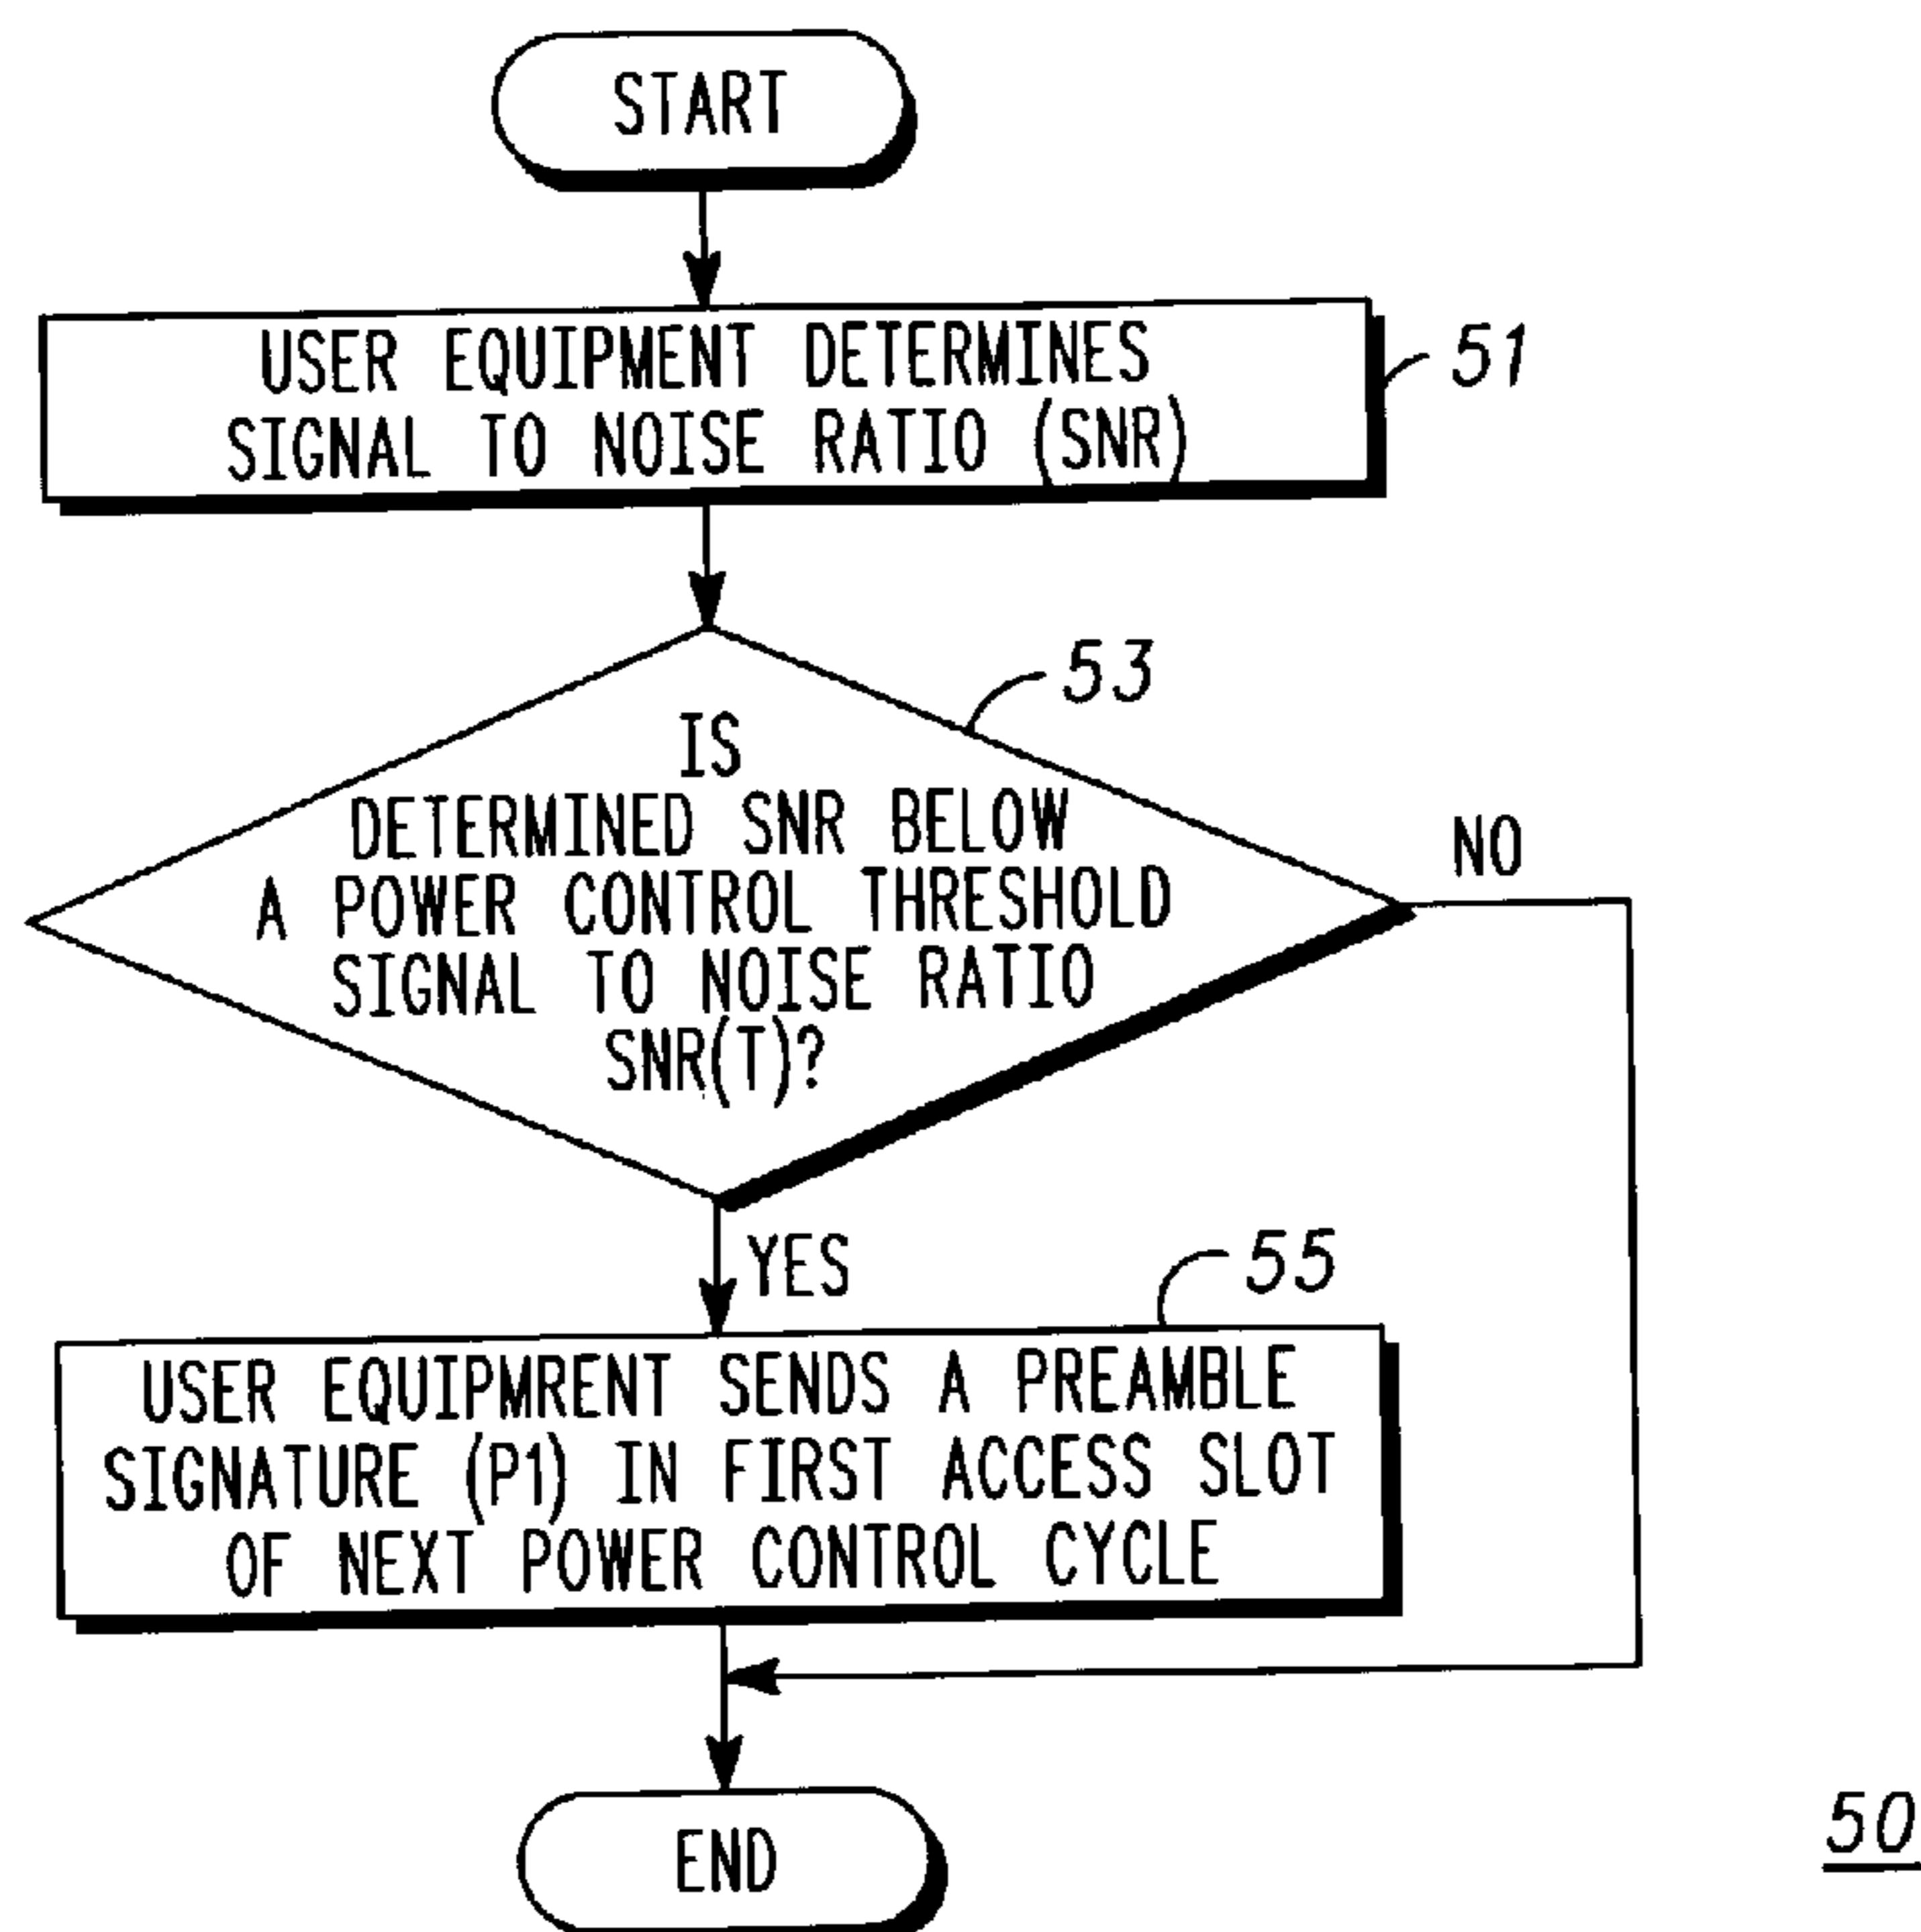 START
USER EQUIPMENT DETERMINES
SIGNAL TO NOISE RATIO (SNR)
51
53
IS
DETERMINED SNR BELOW
A POWER CONTROL THRESHOLD
SIGNAL TO NOISE RATIO
SNR(T)?
NO
YES
55
USER EQUIPMRENT SENDS A PREAMBLE
SIGNATURE (P1) IN FIRST ACCESS SLOT
OF NEXT POWER CONTROL CYCLE
END
50